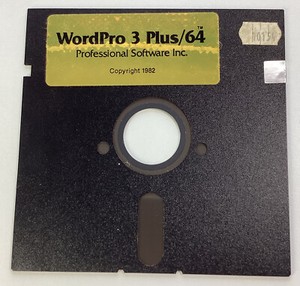 WordPro 3 Plus/64™
Professional Software Inc.
Copyright 1982